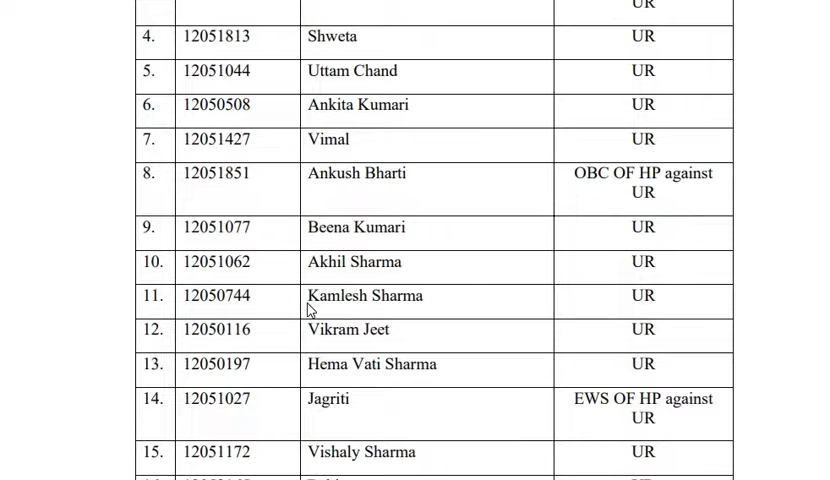 UR
4. 12051813 Shweta UR
5. 12051044 Uttam Chand UR
6. 12050508 Ankita Kumari UR
7. 12051427 Vimal UR
8. 12051851 Ankush Bharti OBC OF HP against
UR
9. 12051077 Beena Kumari UR
10. 12051062 Akhil Sharma UR
11. 12050744 Kamlesh Sharma UR
12. 12050116 Vikram Jeet UR
13. 12050197 Hema Vati Sharma UR
14. 12051027 Jagriti EWS OF HP against
UR
15. 12051172 Vishaly Sharma UR